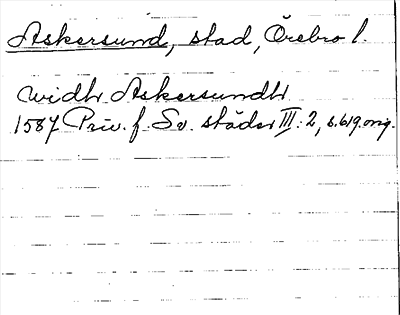 Askersund, stad, Örebro l.
widh Askersundh
1587 Priv. f. Sv. städer III: 2, s. 619. orig.